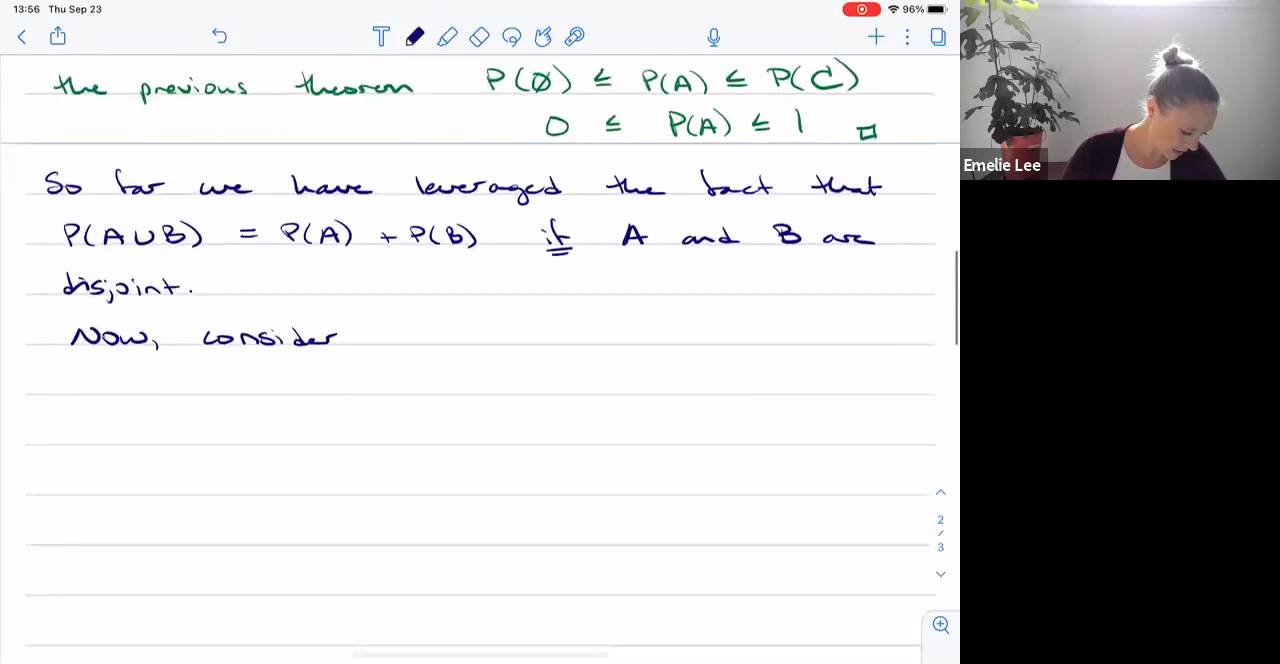 13:56 Thu Sep 23
96%
the previous theorem P(∅) ≤ P(A) ≤ P(C)
0 ≤ P(A) ≤ 1 □
So far we have leveraged the fact that
P(A∪B) = P(A) + P(B) if A and B are
disjoint.
Now, consider
2
/
3
Emelie Lee